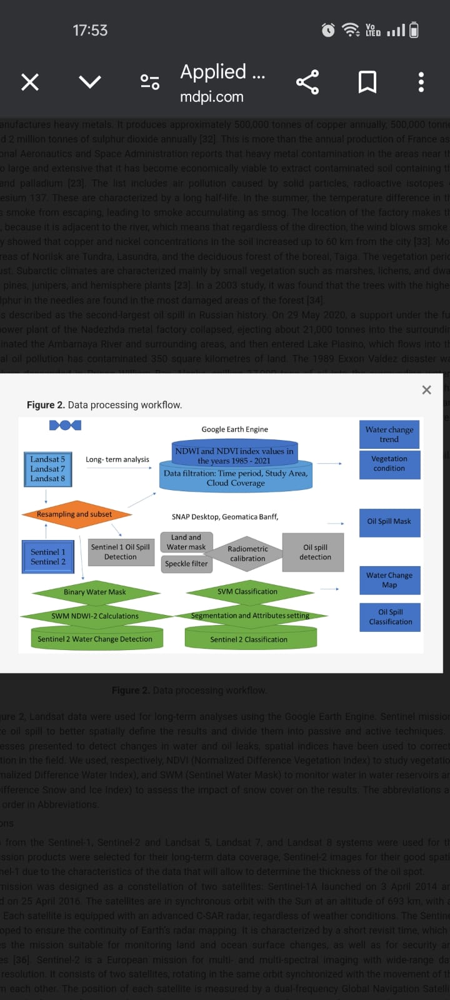 17:53
Vo
LTED
Applied ...
mdpi.com
anufactures heavy metals. It produces approximately 500,000 tonnes of copper annually, 500,000
d 2 million tonnes of sulphur dioxide annually [32]. This is more than the annual production of France as
onal Aeronautics and Space Administration reports that heavy metal contamination in the areas near
o large and extensive that it has become economically viable to extract contaminated soil containing
and palladium [23]. The list includes air pollution caused by solid particles, radioactive isotopes
esium 137. These are characterized by a long half-life. In the summer, the temperature difference in
s smoke from escaping, leading to smoke accumulating as smog. The location of the factory makes
, because it is adjacent to the river, which means that regardless of the direction, the wind blows smoke
y showed that copper and nickel concentrations in the soil increased up to 60 km from the city [33].
reas of Norilsk are Tundra, Lasundra, and the deciduous forest of the boreal, Taiga. The vegetation
ust. Subarctic climates are characterized mainly by small vegetation such as marshes, lichens, and
pines, junipers, and hemisphere plants [23]. In a 2003 study, it was found that the trees with the
lphur in the needles are found in the most damaged areas of the forest [34].
s described as the second-largest oil spill in Russian history. On 29 May 2020, a support under the
ower plant of the Nadezhda metal factory collapsed, ejecting about 21,000 tonnes into the
inated the Ambarnaya River and surrounding areas, and then entered Lake Piasino, which flows into
al oil pollution has contaminated 350 square kilometres of land. The 1989 Exxon Valdez disaster
Figure 2. Data processing workflow.
Google Earth Engine
Water change
trend
NDWI and NDVI index values in
the years 1985 - 2021
Landsat 5
Landsat 7
Landsat 8
Long- term analysis
Vegetation
condition
Data filtration: Time period, Study Area,
Cloud Coverage
Resampling and subset
SNAP Desktop, Geomatica Banff,
Oil Spill Mask
Sentinel 1
Sentinel 2
Sentinel 1 Oil Spill
Detection
Land and
Water mask
Speckle filter
Radiometric
calibration
Oil spill
detection
Water Change
Map
Binary Water Mask
SVM Classification
SWM NDWI-2 Calculations
Segmentation and Attributes setting
Oil Spill
Classification
Sentinel 2 Water Change Detection
Sentinel 2 Classification
Figure 2. Data processing workflow.
ure 2, Landsat data were used for long-term analyses using the Google Earth Engine. Sentinel
e oil spill to better spatially define the results and divide them into passive and active techniques.
esses presented to detect changes in water and oil leaks, spatial indices have been used to correct
tion in the field. We used, respectively, NDVI (Normalized Difference Vegetation Index) to study
malized Difference Water Index), and SWM (Sentinel Water Mask) to monitor water in water reservoirs
ifference Snow and Ice Index) to assess the impact of snow cover on the results. The abbreviations
order in Abbreviations.
ons
from the Sentinel-1, Sentinel-2 and Landsat 5, Landsat 7, and Landsat 8 systems were used for
ssion products were selected for their long-term data coverage, Sentinel-2 images for their good
nel-1 due to the characteristics of the data that will allow to determine the thickness of the oil spot.
mission was designed as a constellation of two satellites: Sentinel-1A launched on 3 April 2014
d on 25 April 2016. The satellites are in synchronous orbit with the Sun at an altitude of 693 km, with
Each satellite is equipped with an advanced C-SAR radar, regardless of weather conditions. The
oped to ensure the continuity of Earth's radar mapping. It is characterized by a short revisit time, which
s the mission suitable for monitoring land and ocean surface changes, as well as for security
es [36]. Sentinel-2 is a European mission for multi- and multi-spectral imaging with wide-range
resolution. It consists of two satellites, rotating in the same orbit synchronized with the movement of
m each other. The position of each satellite is measured by a dual-frequency Global Navigation